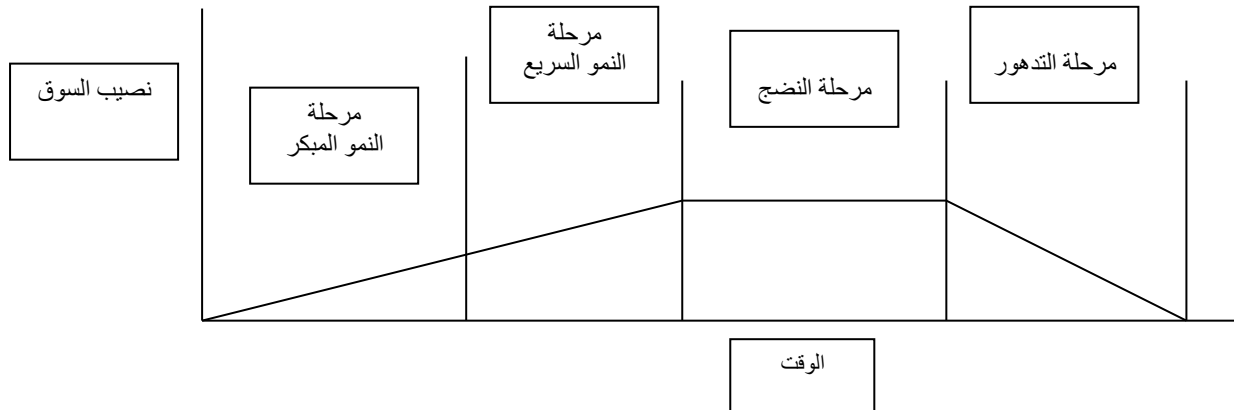 مرحلة
النمو السريع
مرحلة التدهور
مرحلة النضج
نصيب السوق
مرحلة
النمو المبكر
الوقت